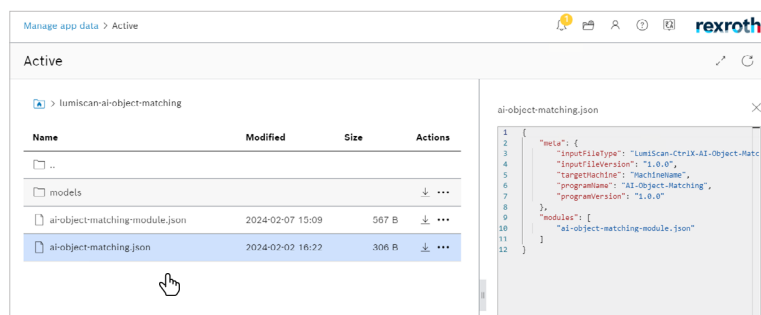 Manage app data > Active
1
rexroth
Active
> lumiscan-ai-object-matching
Name Modified Size Actions
..
models
ai-object-matching-module.json 2024-02-07 15:09 567 B
ai-object-matching.json 2024-02-02 16:22 306 B
ai-object-matching.json
1 {
2 "meta": {
3 "inputFileType": "LumiScan-CtrlX-AI-Object-Matc
4 "inputFileVersion": "1.0.0",
5 "targetMachine": "MachineName",
6 "programName": "AI-Object-Matching",
7 "programVersion": "1.0.0"
8 },
9 "modules": [
10 "ai-object-matching-module.json"
11 ]
12 }